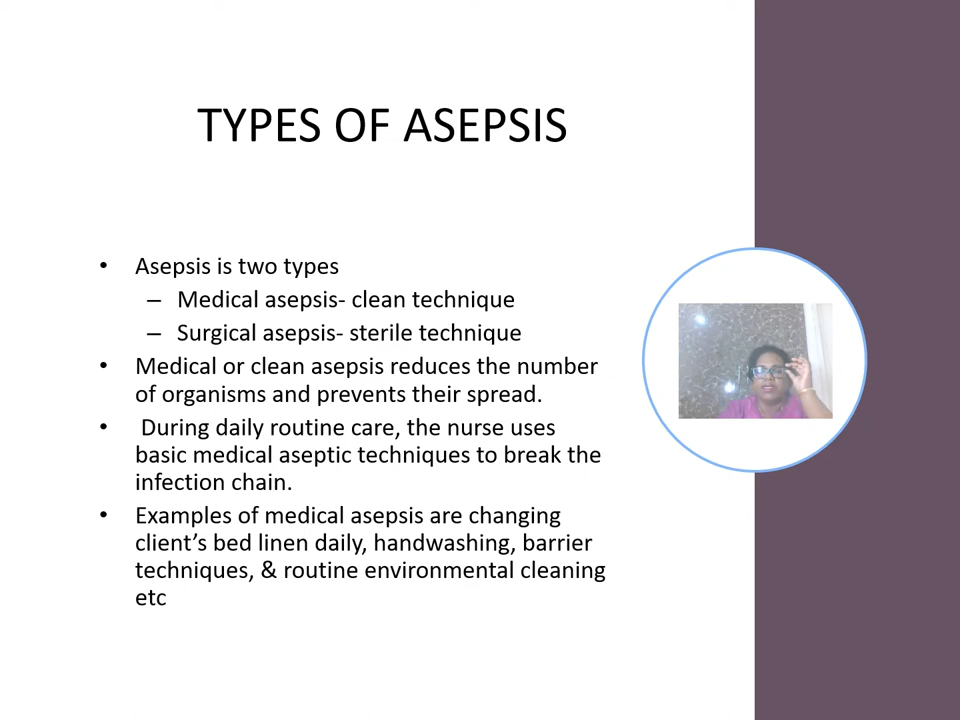 TYPES OF ASEPSIS
• Asepsis is two types
– Medical asepsis- clean technique
– Surgical asepsis- sterile technique
• Medical or clean asepsis reduces the number
of organisms and prevents their spread.
• During daily routine care, the nurse uses
basic medical aseptic techniques to break the
infection chain.
• Examples of medical asepsis are changing
client’s bed linen daily, handwashing, barrier
techniques, & routine environmental cleaning
etc